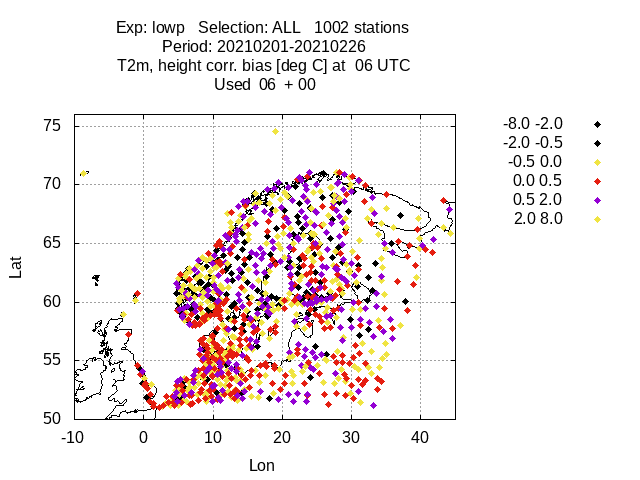 Exp: lowp   Selection: ALL   1002 stations
Period: 20210201-20210226
T2m, height corr. bias [deg C] at  06 UTC
Used  06  + 00
75
70
65
60
55
50
Lat
-10 0 10 20 30 40
Lon
-8.0 -2.0
-2.0 -0.5
-0.5 0.0
0.0 0.5
0.5 2.0
2.0 8.0